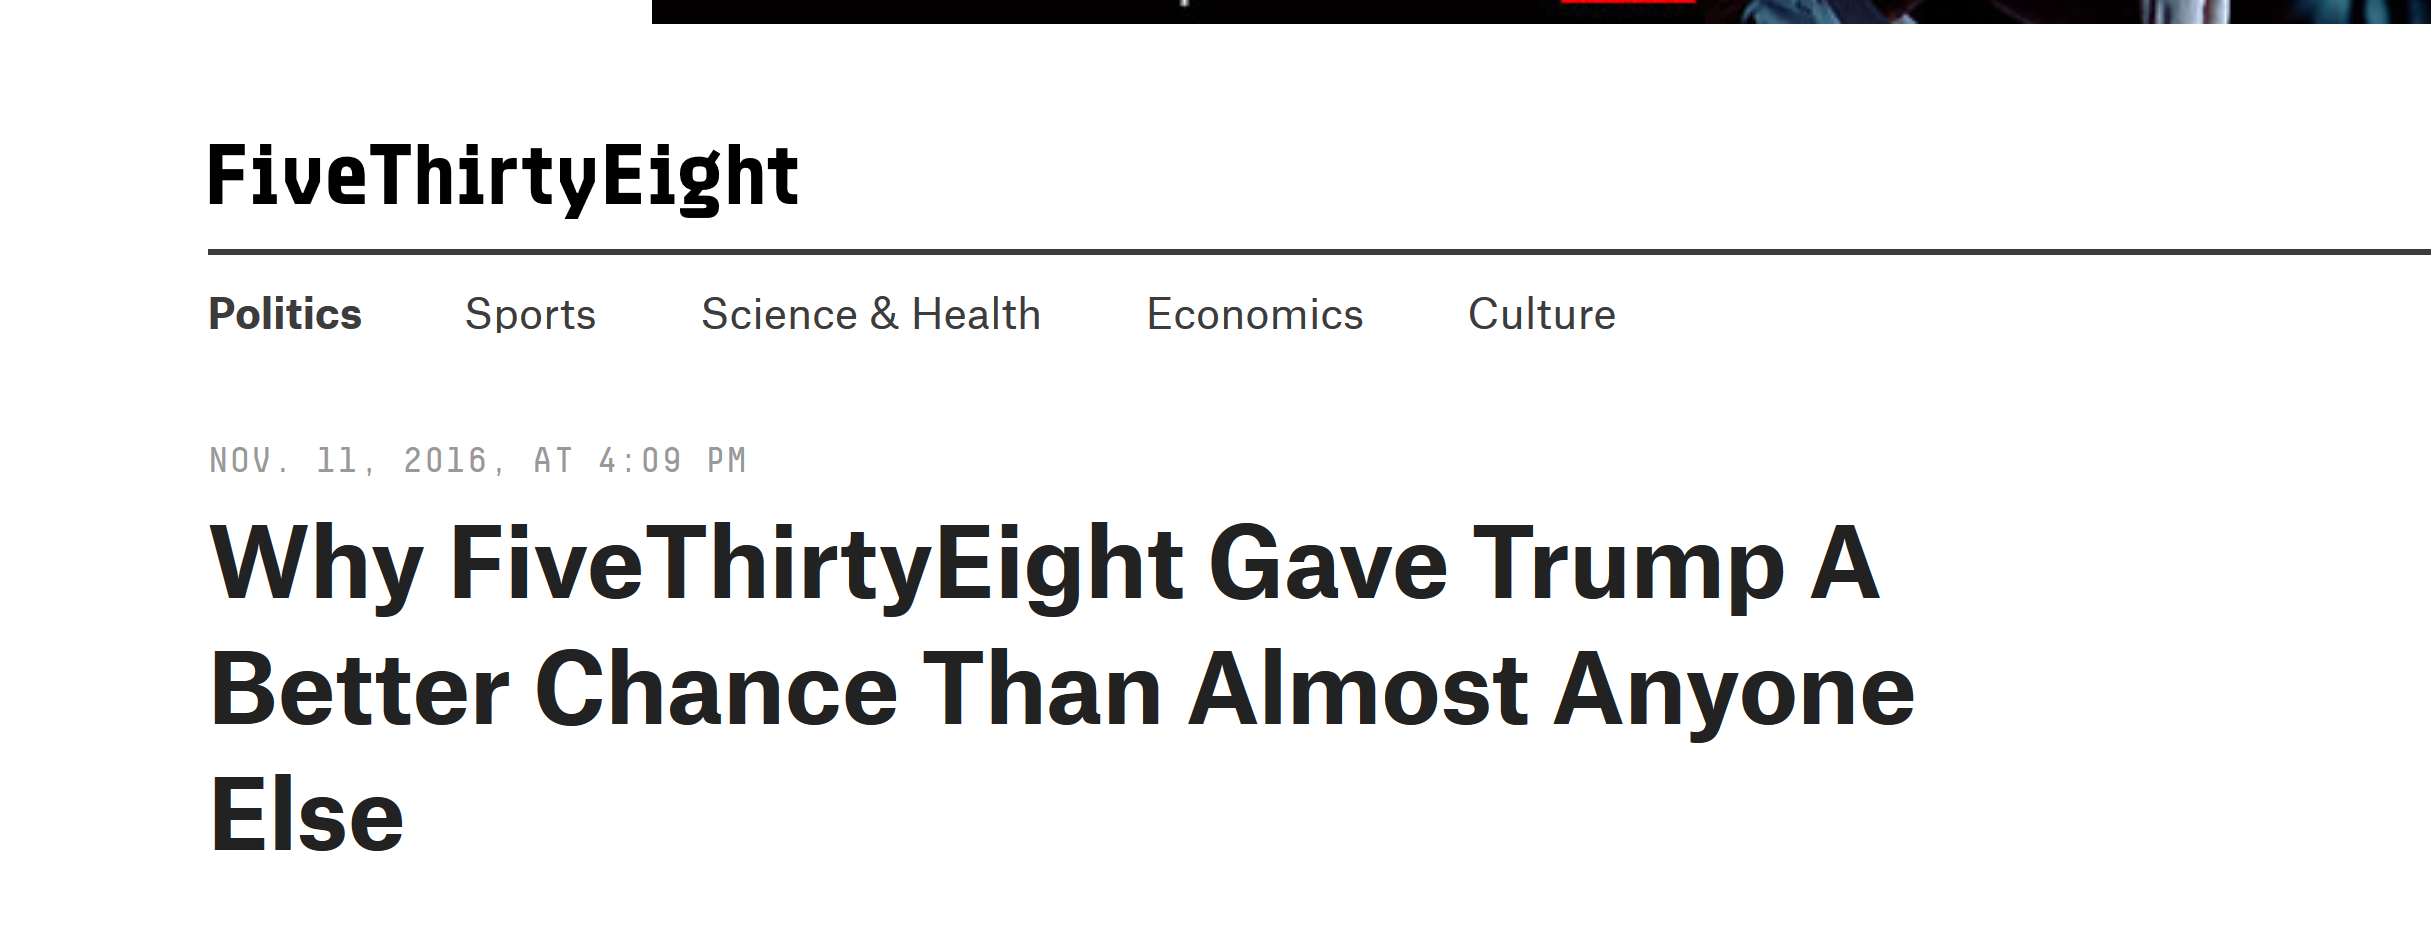 FiveThirtyEight
Politics Sports Science & Health Economics Culture
NOV. 11, 2016, AT 4:09 PM
Why FiveThirtyEight Gave Trump A
Better Chance Than Almost Anyone
Else